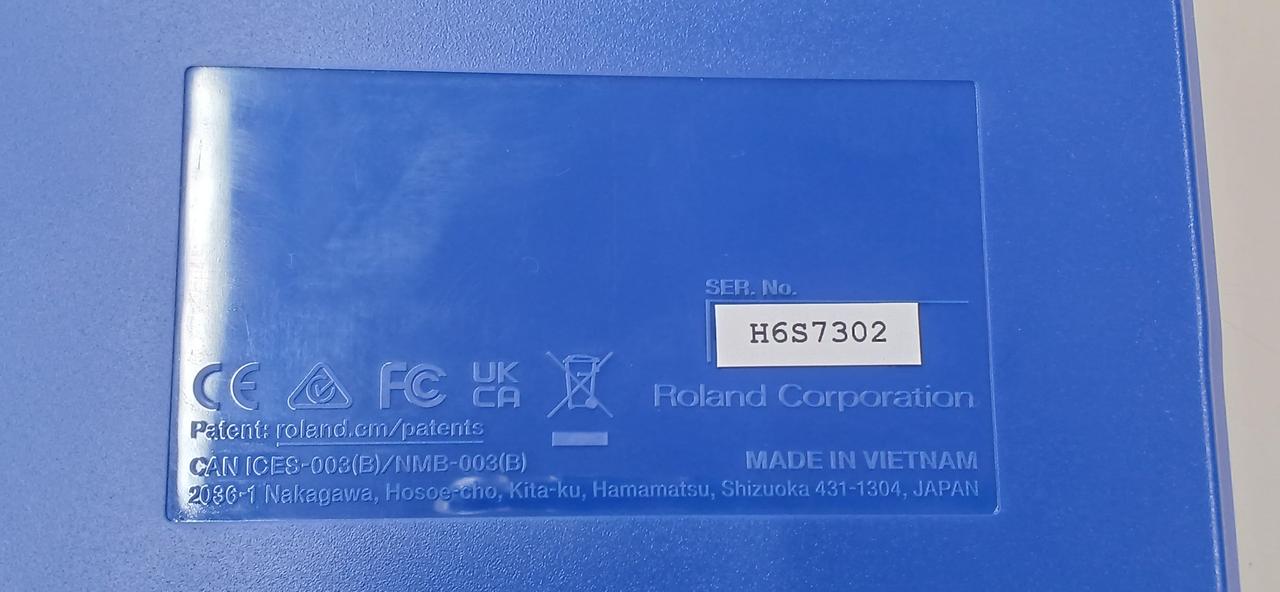 SER. No.
H6S7302
CE FC UK
CA
Roland Corporation
Patent: roland.cm/patents
CAN ICES-003(B)/NMB-003(B)
MADE IN VIETNAM
2036-1 Nakagawa, Hosoe-cho, Kita-ku, Hamamatsu, Shizuoka 431-1304, JAPAN